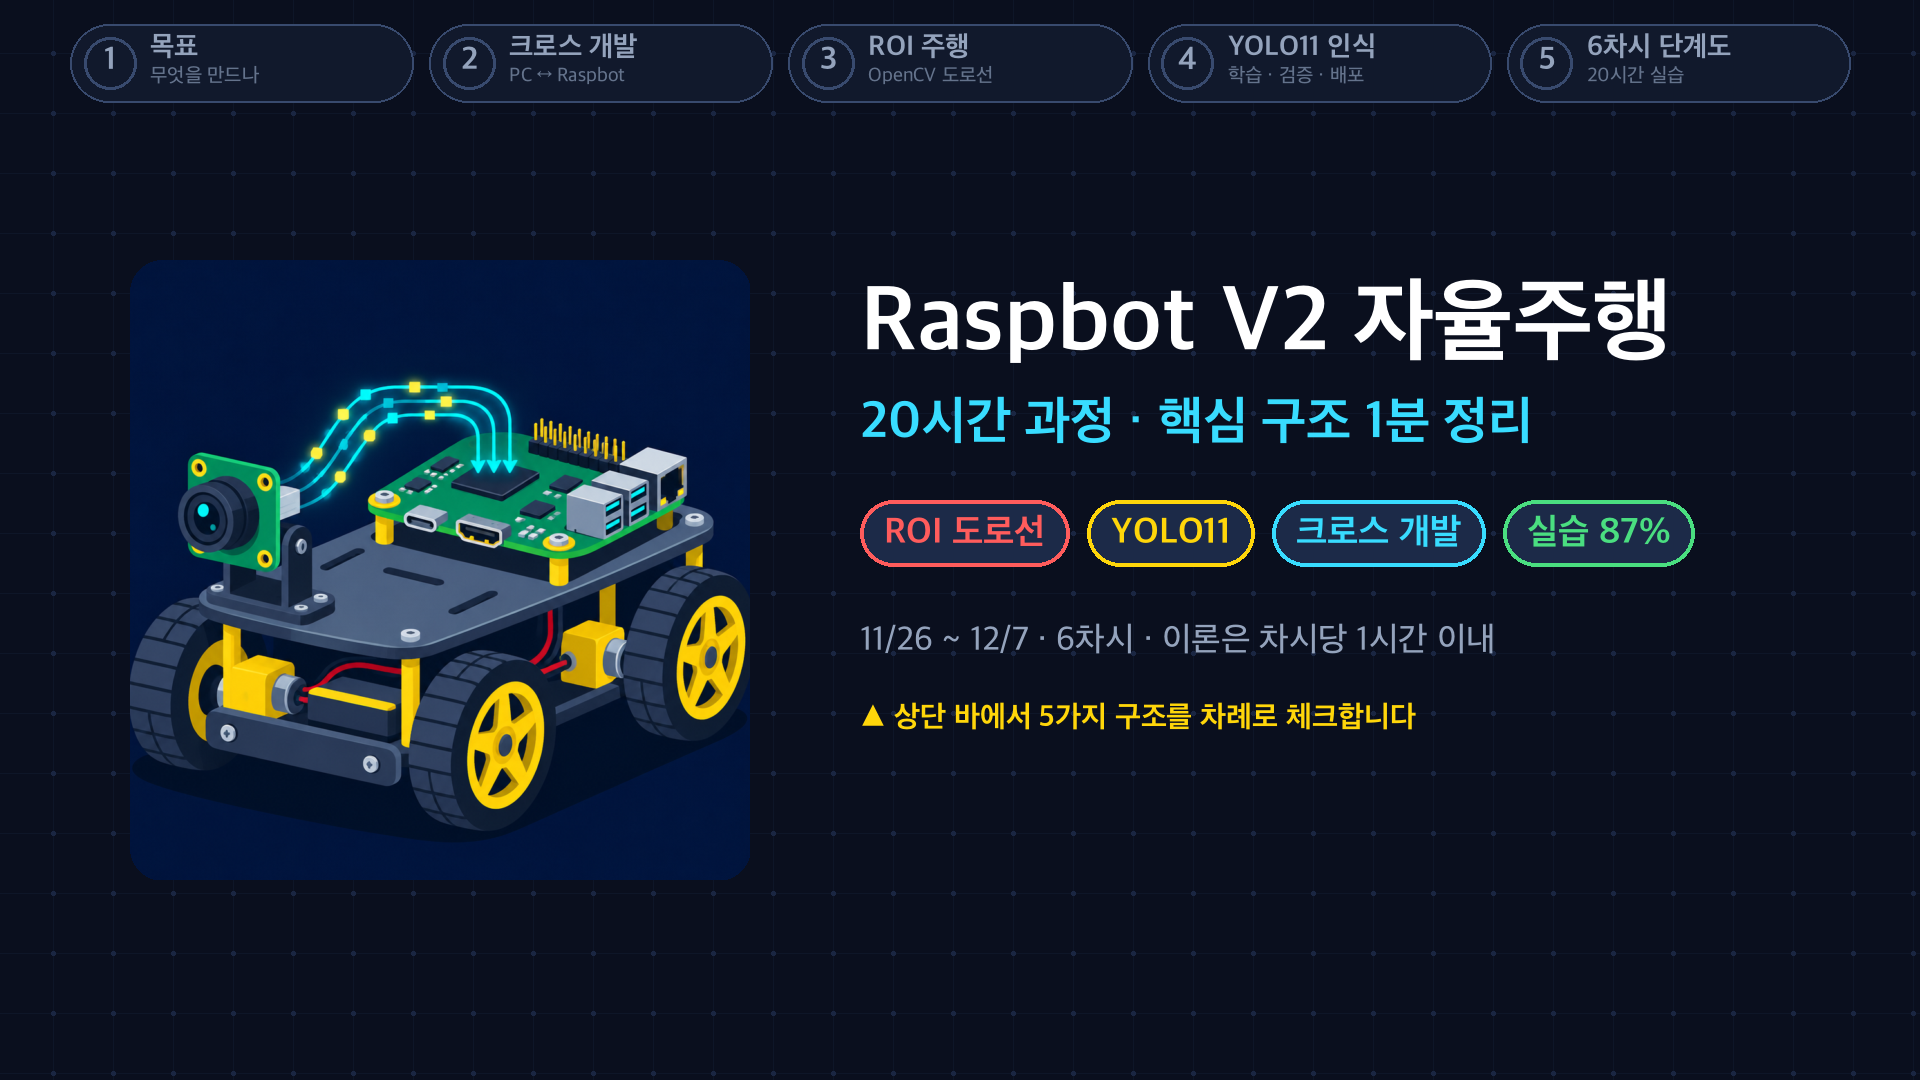 1
목표
무엇을 만드나
2
크로스 개발
PC ↔ Raspbot
3
ROI 주행
OpenCV 도로선
4
YOLO11 인식
학습 · 검증 · 배포
5
6차시 단계도
20시간 실습
Raspbot V2 자율주행
20시간 과정 · 핵심 구조 1분 정리
ROI 도로선
YOLO11
크로스 개발
실습 87%
11/26 ~ 12/7 · 6차시 · 이론은 차시당 1시간 이내
▲ 상단 바에서 5가지 구조를 차례로 체크합니다